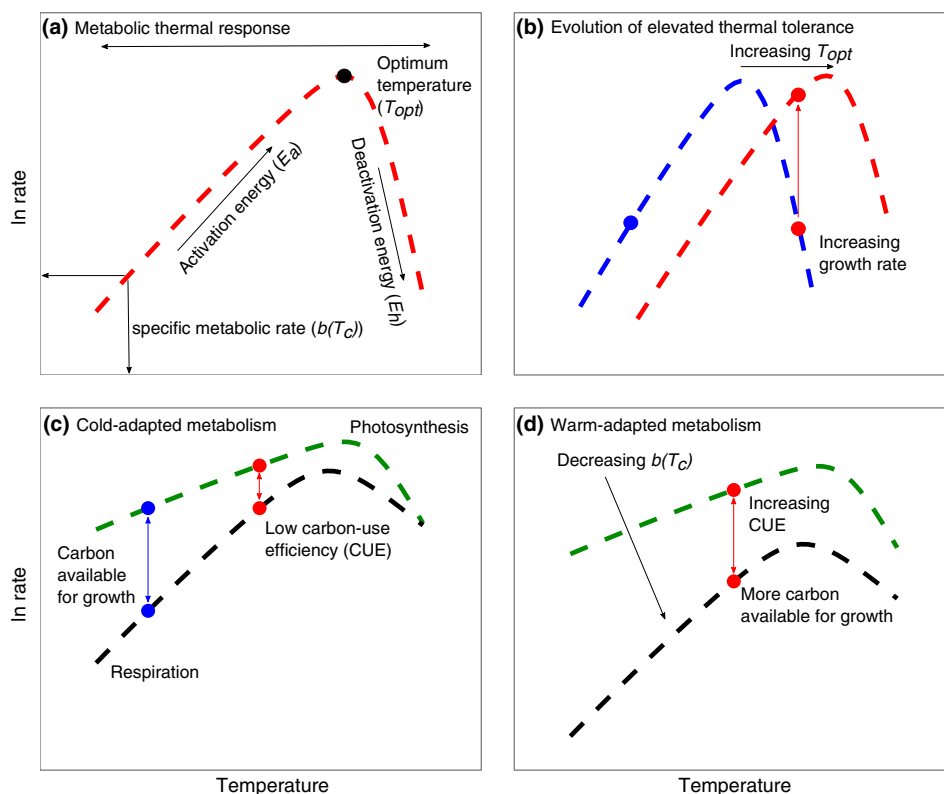 (a) Metabolic thermal response
Optimum
temperature
(Topt)
Activation energy (Ea)
Deactivation energy (Eh)
specific metabolic rate (b(Tc))
ln rate
(b) Evolution of elevated thermal tolerance
Increasing Topt
Increasing
growth rate
(c) Cold-adapted metabolism
Photosynthesis
Low carbon-use
efficiency (CUE)
Carbon
available
for growth
Respiration
ln rate
Temperature
(d) Warm-adapted metabolism
Decreasing b(Tc)
Increasing
CUE
More carbon
available for growth
Temperature